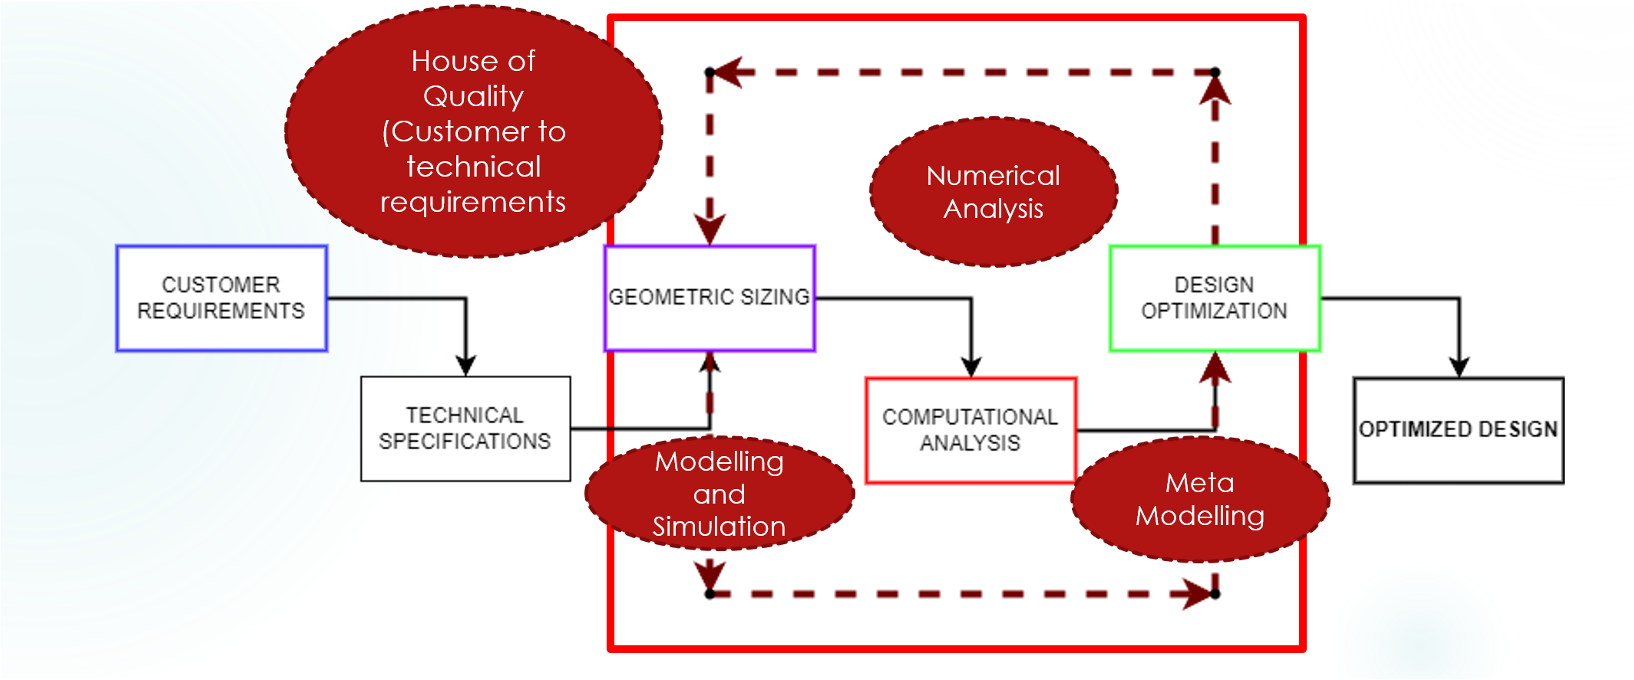 House of
Quality
(Customer to
technical
requirements
Numerical
Analysis
CUSTOMER
REQUIREMENTS
GEOMETRIC SIZING
DESIGN
OPTIMIZATION
TECHNICAL
SPECIFICATIONS
COMPUTATIONAL
ANALYSIS
OPTIMIZED DESIGN
Modelling
and
Simulation
Meta
Modelling